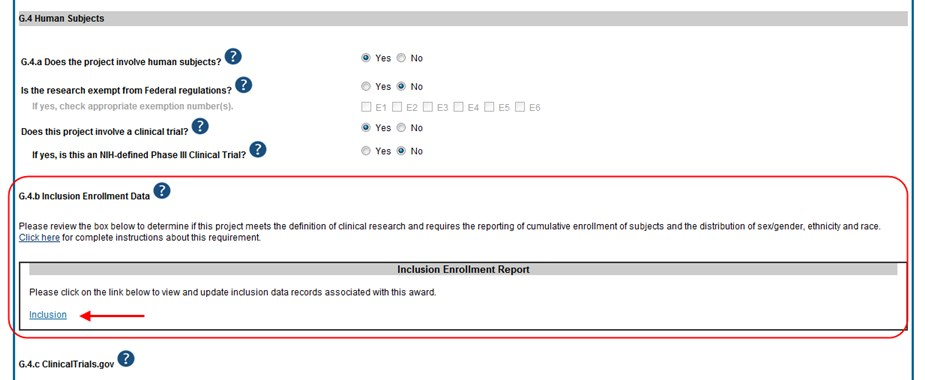 G.4 Human Subjects
G.4.a Does the project involve human subjects? ? Yes No
Is the research exempt from Federal regulations? ? Yes No
If yes, check appropriate exemption number(s). E1 E2 E3 E4 E5 E6
Does this project involve a clinical trial? ? Yes No
If yes, is this an NIH-defined Phase III Clinical Trial? ? Yes No
G.4.b Inclusion Enrollment Data ?
Please review the box below to determine if this project meets the definition of clinical research and requires the reporting of cumulative enrollment of subjects and the distribution of sex/gender, ethnicity and race.
Click here for complete instructions about this requirement.
Inclusion Enrollment Report
Please click on the link below to view and update inclusion data records associated with this award.
Inclusion
G.4.c ClinicalTrials.gov ?